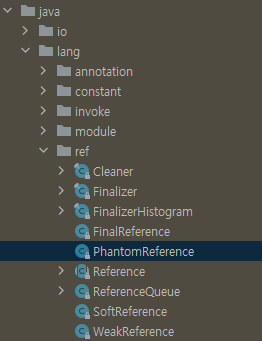 java
io
lang
annotation
constant
invoke
module
ref
Cleaner
Finalizer
FinalizerHistogram
FinalReference
PhantomReference
Reference
ReferenceQueue
SoftReference
WeakReference